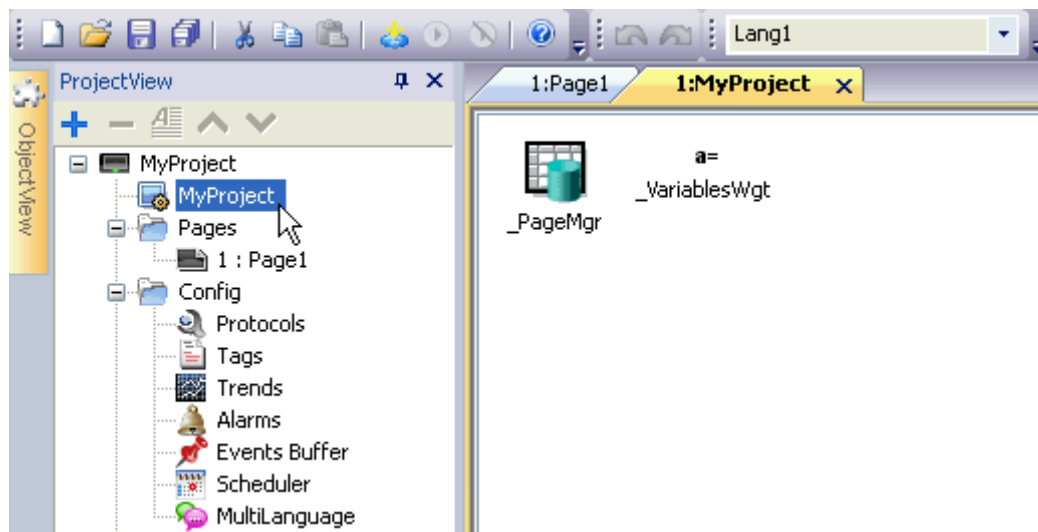 Lang1
ProjectView
1:Page1
1:MyProject
ObjectView
MyProject
MyProject
Pages
1 : Page1
Config
Protocols
Tags
Trends
Alarms
Events Buffer
Scheduler
MultiLanguage
_PageMgr
a=
_VariablesWgt